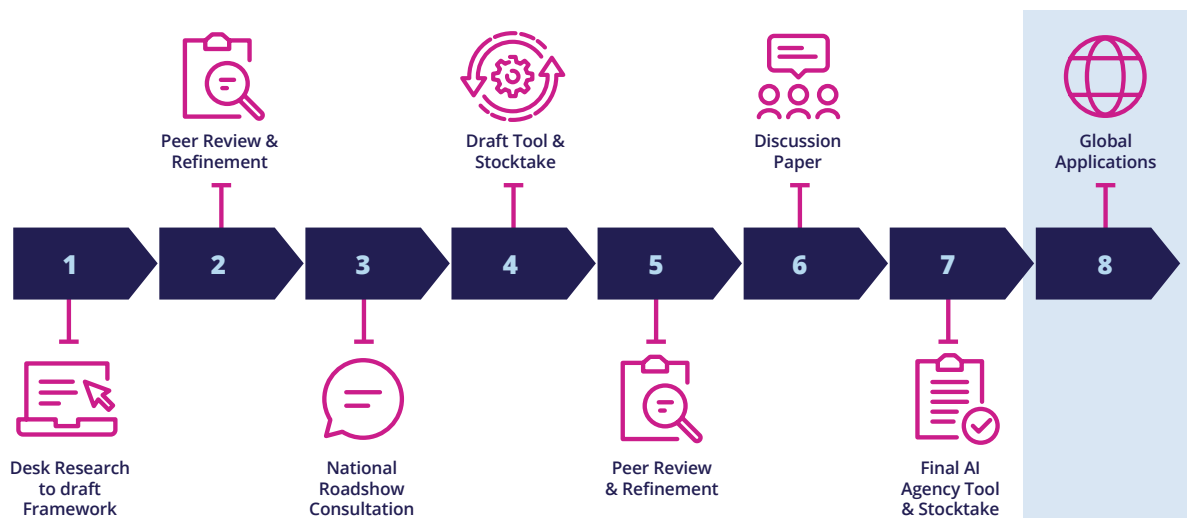 Peer Review &
Refinement
Draft Tool &
Stocktake
Discussion
Paper
Global
Applications
1
2
3
4
5
6
7
8
Desk Research
to draft
Framework
National
Roadshow
Consultation
Peer Review
& Refinement
Final AI
Agency Tool
& Stocktake